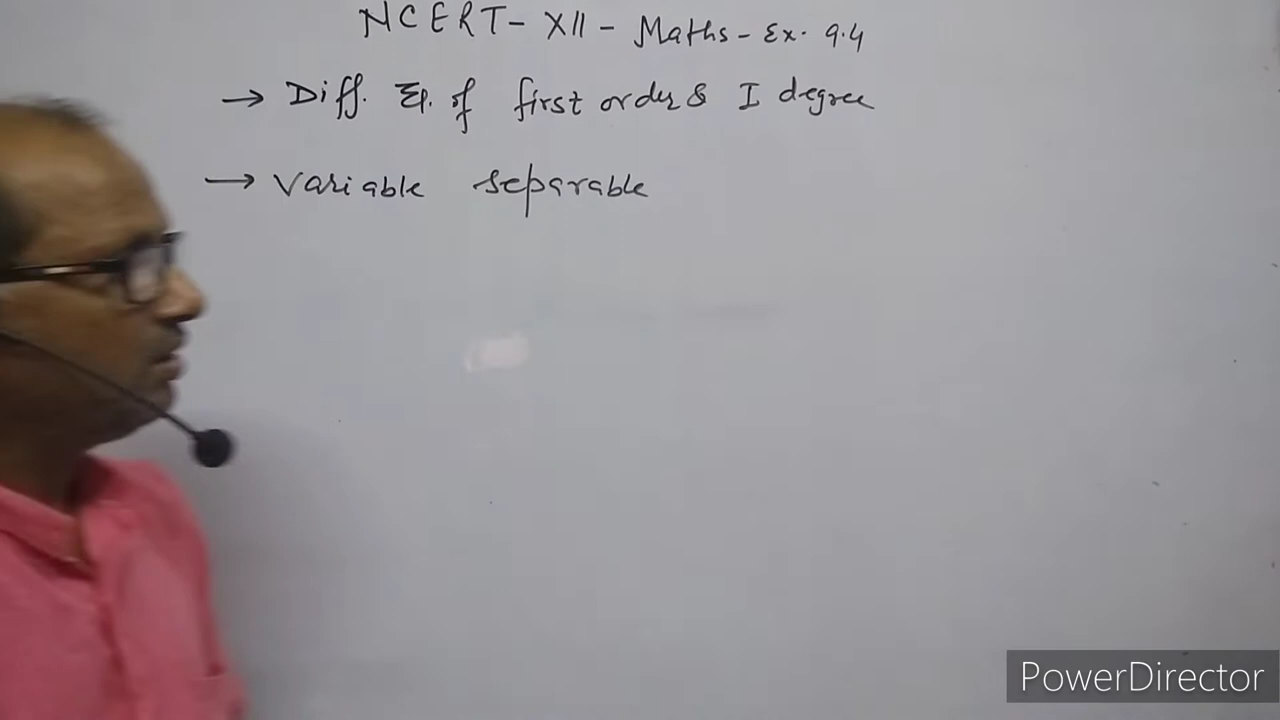 NCERT - XII - Maths - Ex. 9.4
→ Diff. Eq. of first order & I degree
→ Variable separable
PowerDirector